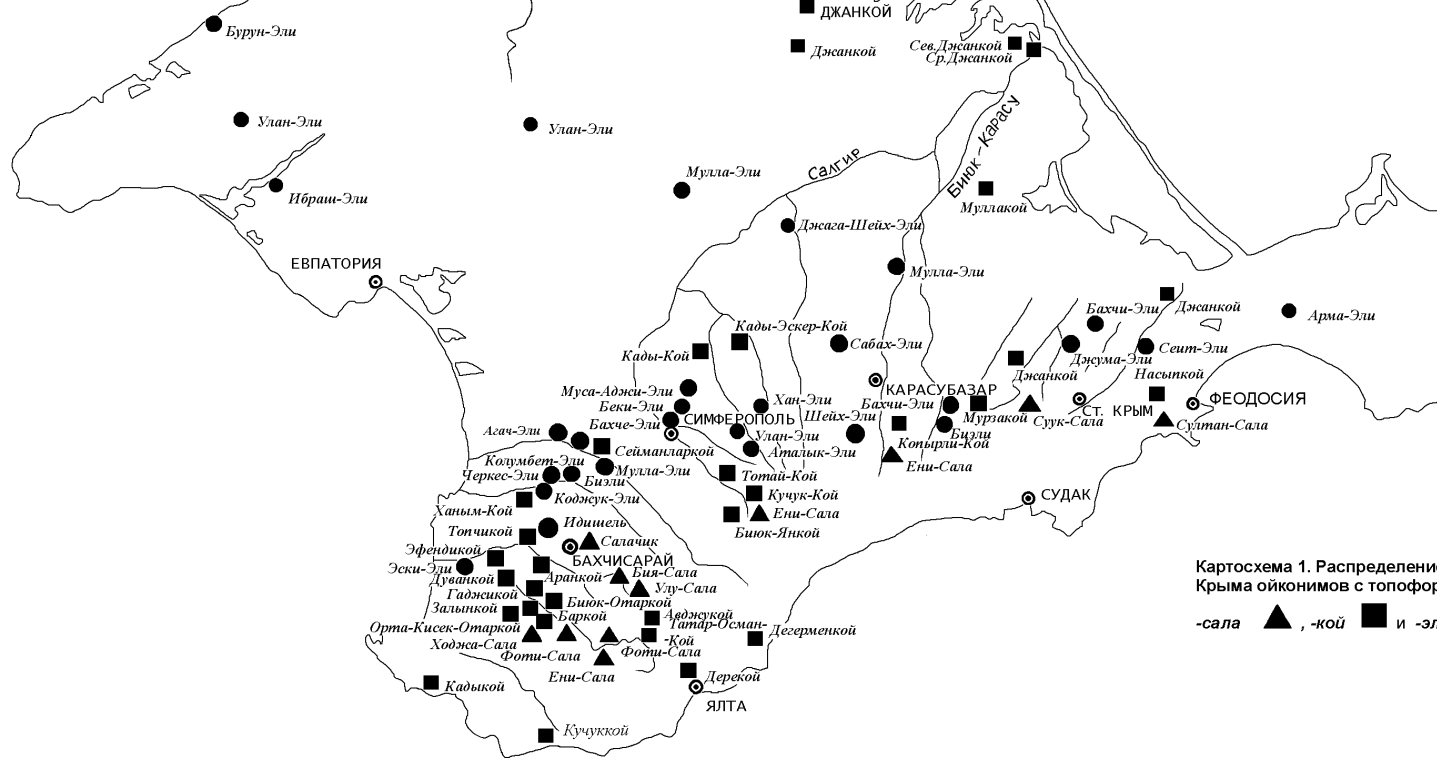 ДЖАНКОЙ
Бурун-Эли
Джанкой
Сев.Джанкой
Ср.Джанкой
Улан-Эли
Улан-Эли
Биюк-Карасу
Салгир
Мулла-Эли
Ибраш-Эли
Муллакой
Джага-Шейх-Эли
ЕВПАТОРИЯ
Мулла-Эли
Джанкой
Бахчи-Эли
Арма-Эли
Кады-Эскер-Кой
Сабах-Эли
Кады-Кой
Джума-Эли
Сеит-Эли
Джанкой
Насыпкой
Муса-Аджи-Эли
КАРАСУБАЗАР
Хан-Эли
Беки-Эли
Бахчи-Эли
ФЕОДОСИЯ
Ст. КРЫМ
Шейх-Эли
Мурзакой
Суук-Сала
Султан-Сала
Бахче-Эли
СИМФЕРОПОЛЬ
Биэли
Агач-Эли
Улан-Эли
Копырли-Кой
Сейманларкой
Аталык-Эли
Колумбет-Эли
Ени-Сала
Мулла-Эли
Черкес-Эли
Биэли
Тотай-Кой
Коджук-Эли
Кучук-Кой
СУДАК
Ханым-Кой
Ени-Сала
Идишель
Топчикой
Биюк-Янкой
Салачик
Эфендикой
БАХЧИСАРАЙ
Эски-Эли
Аранкой
Бия-Сала
Дуванкой
Улу-Сала
Гаджикой
Биюк-Отаркой
Залынкой
Баркой
Авджукой
Татар-Осман-
-Кой
Орта-Кисек-Отаркой
Дегерменкой
Ходжа-Сала
Фоти-Сала
Фоти-Сала
Ени-Сала
Дерекой
Кадыкой
ЯЛТА
Кучуккой
Картосхема 1. Распределение
Крыма ойконимов с топофор
-сала , -кой и -эл